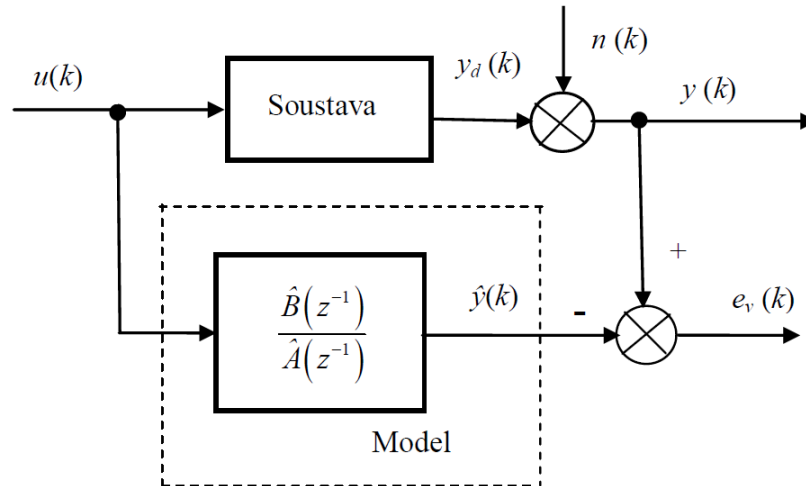 n (k)
u(k)
y_d (k)
y (k)
Soustava
+
B̂(z⁻¹)
Â(z⁻¹)
ŷ(k)
-
e_v (k)
Model